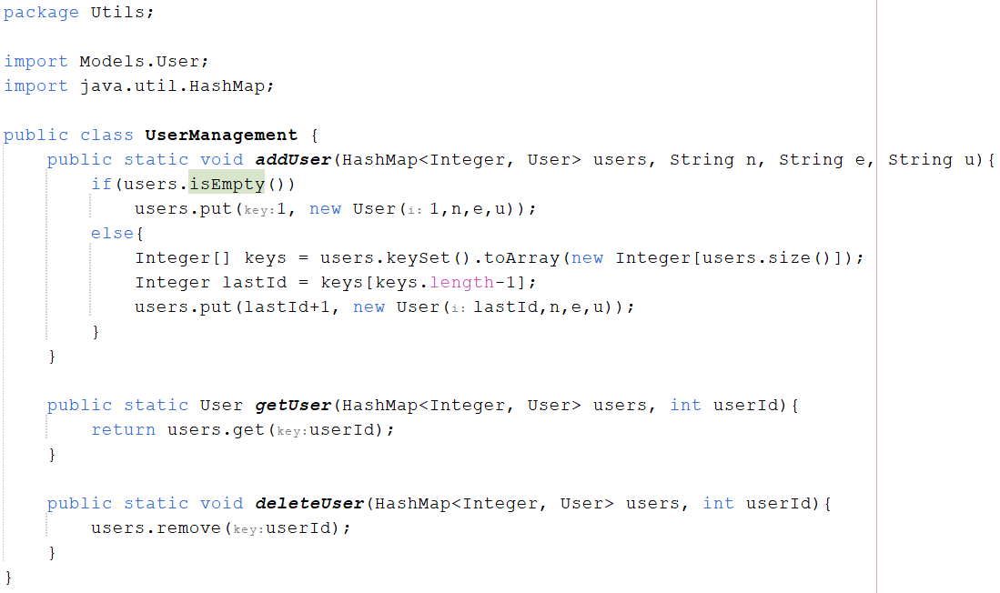 package Utils;
import Models.User;
import java.util.HashMap;
public class UserManagement {
public static void addUser(HashMap<Integer, User> users, String n, String e, String u){
if(users.isEmpty())
users.put(key:1, new User(i: 1,n,e,u));
else{
Integer[] keys = users.keySet().toArray(new Integer[users.size()]);
Integer lastId = keys[keys.length-1];
users.put(lastId+1, new User(i: lastId,n,e,u));
}
}
public static User getUser(HashMap<Integer, User> users, int userId){
return users.get(key:userId);
}
public static void deleteUser(HashMap<Integer, User> users, int userId){
users.remove(key:userId);
}
}